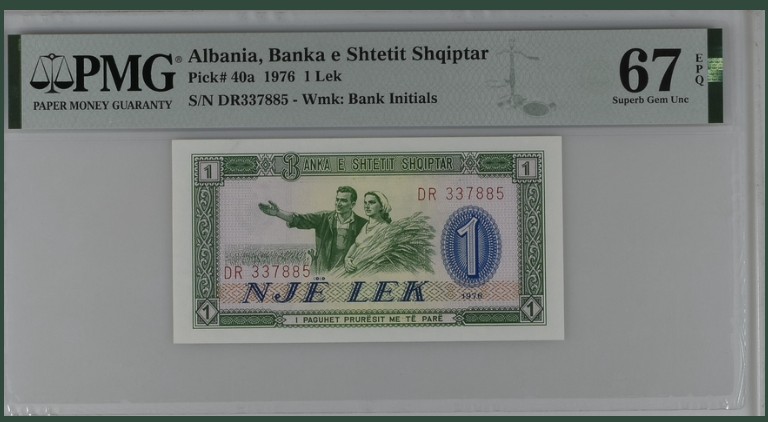 PMG®
PAPER MONEY GUARANTY
Albania, Banka e Shtetit Shqiptar
Pick# 40a 1976 1 Lek
S/N DR337885 - Wmk: Bank Initials
67
EPQ
Superb Gem Unc
1
BANKA E SHTETIT SHQIPTAR
1
DR 337885
1
DR 337885
NJË LEK
1976
1
I PAGUHET PRURËSIT ME TË PARË
1